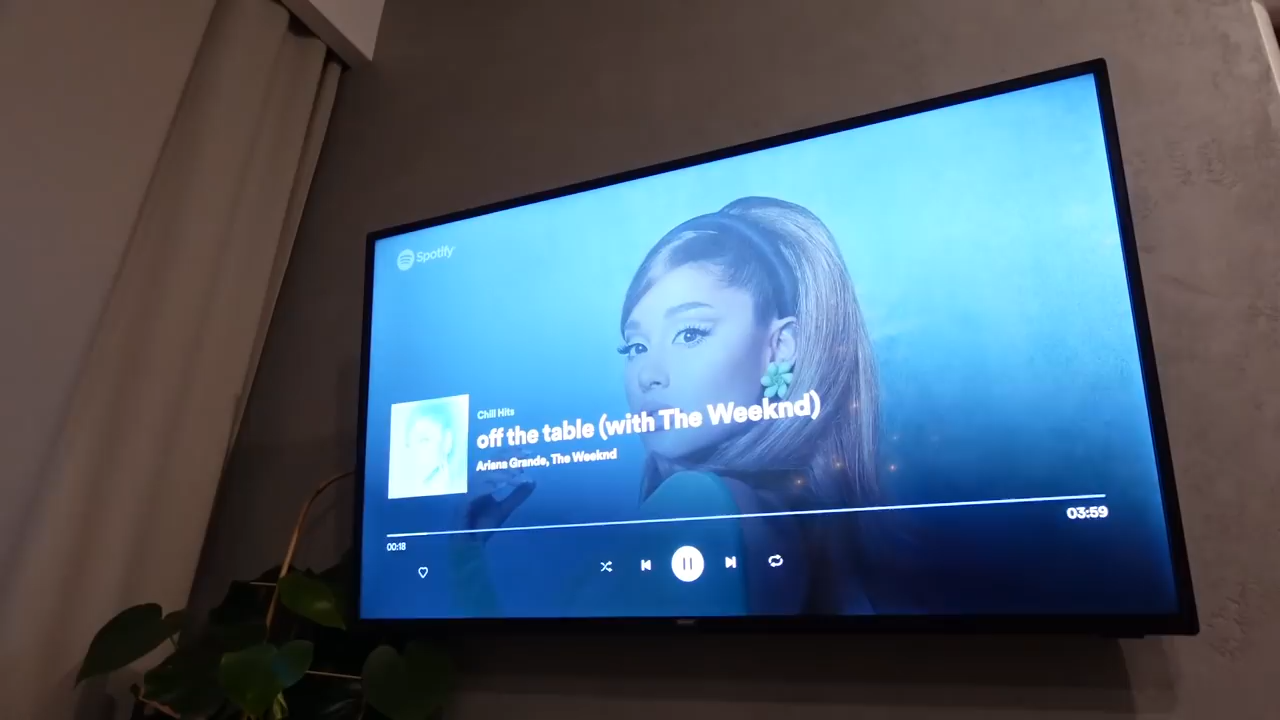 Spotify
Chill Hits
off the table (with The Weeknd)
Ariana Grande, The Weeknd
03:59
00:18